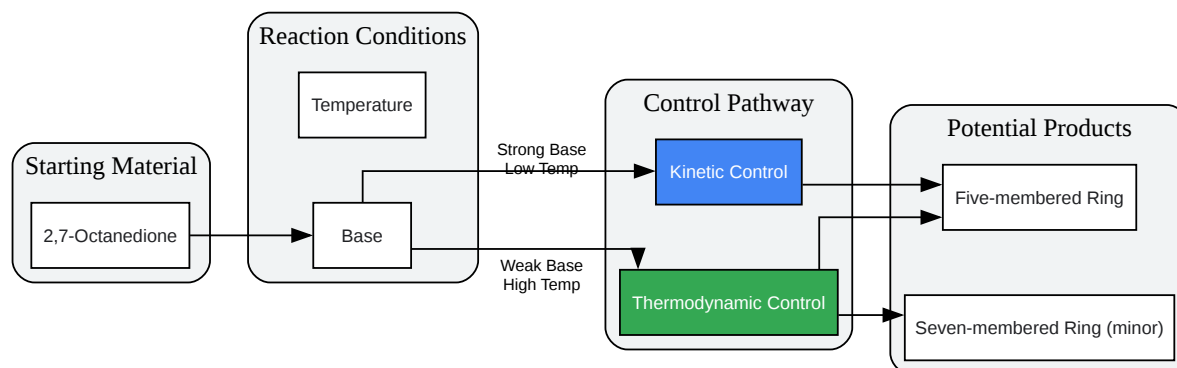 Reaction Conditions
Temperature
Control Pathway
Potential Products
Starting Material
Strong Base
Low Temp
Kinetic Control
Five-membered Ring
2,7-Octanedione
Base
Weak Base
High Temp
Thermodynamic Control
Seven-membered Ring (minor)